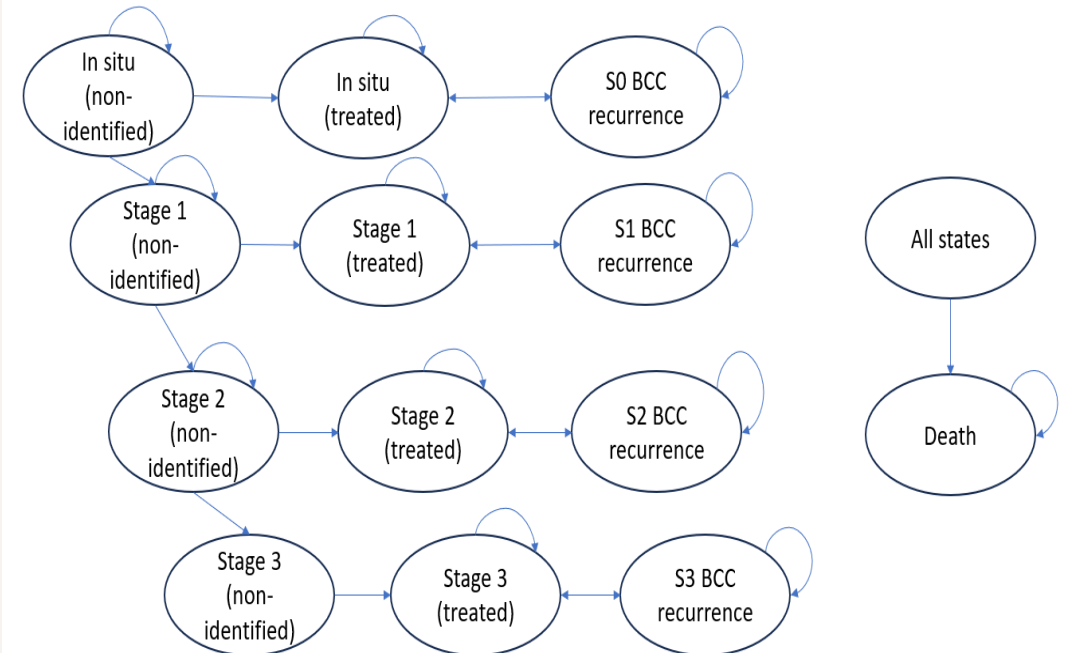 In situ
(non-
identified)
In situ
(treated)
S0 BCC
recurrence
Stage 1
(non-
identified)
Stage 1
(treated)
S1 BCC
recurrence
All states
Stage 2
(non-
identified)
Stage 2
(treated)
S2 BCC
recurrence
Death
Stage 3
(non-
identified)
Stage 3
(treated)
S3 BCC
recurrence